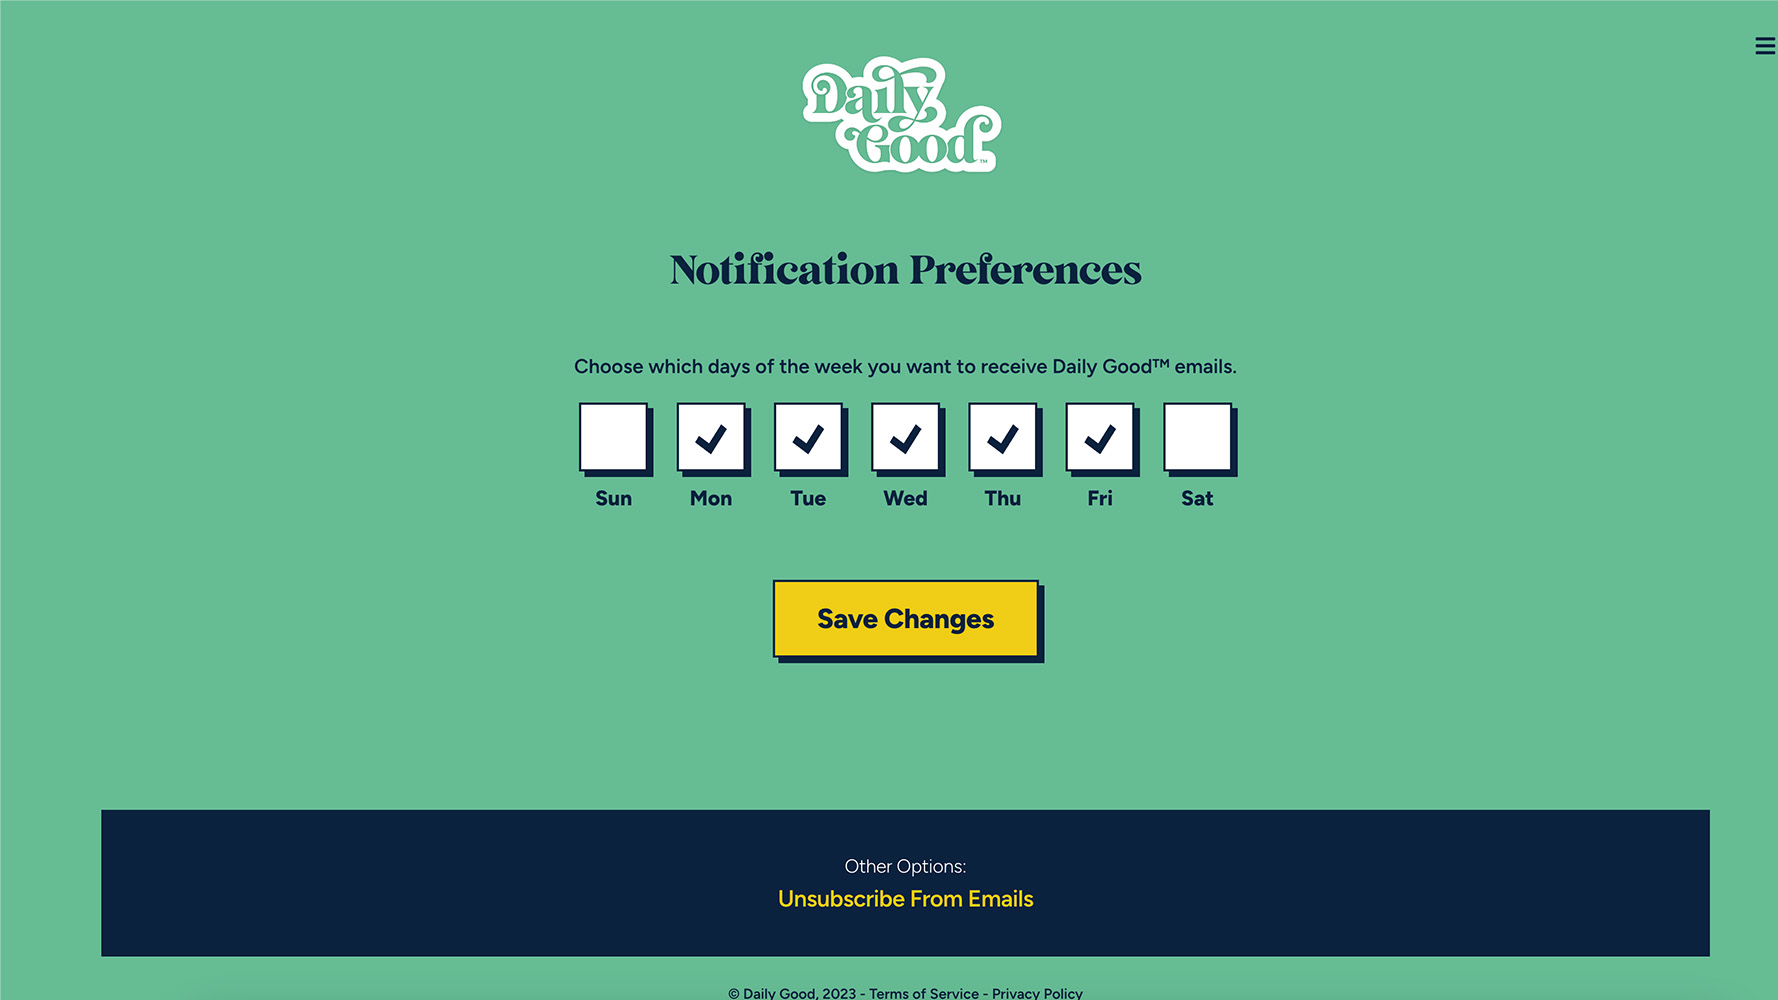 Daily
Good™
Notification Preferences
Choose which days of the week you want to receive Daily Good™ emails.
Sun Mon Tue Wed Thu Fri Sat
Save Changes
Other Options:
Unsubscribe From Emails
© Daily Good, 2023 - Terms of Service - Privacy Policy